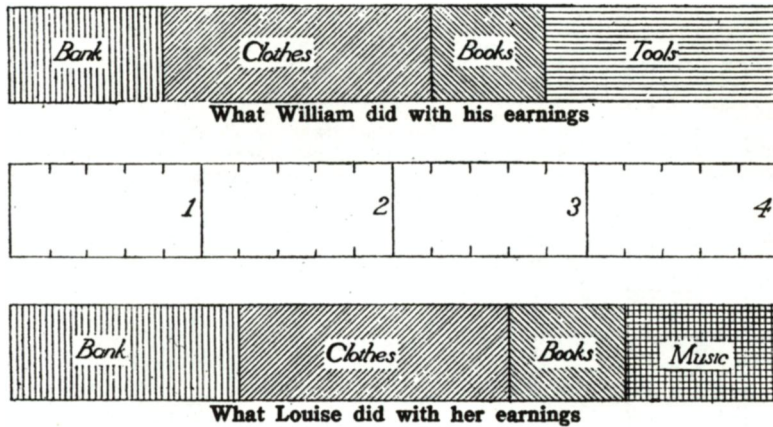 Bank Clothes Books Tools
What William did with his earnings
1 2 3 4
Bank Clothes Books Music
What Louise did with her earnings